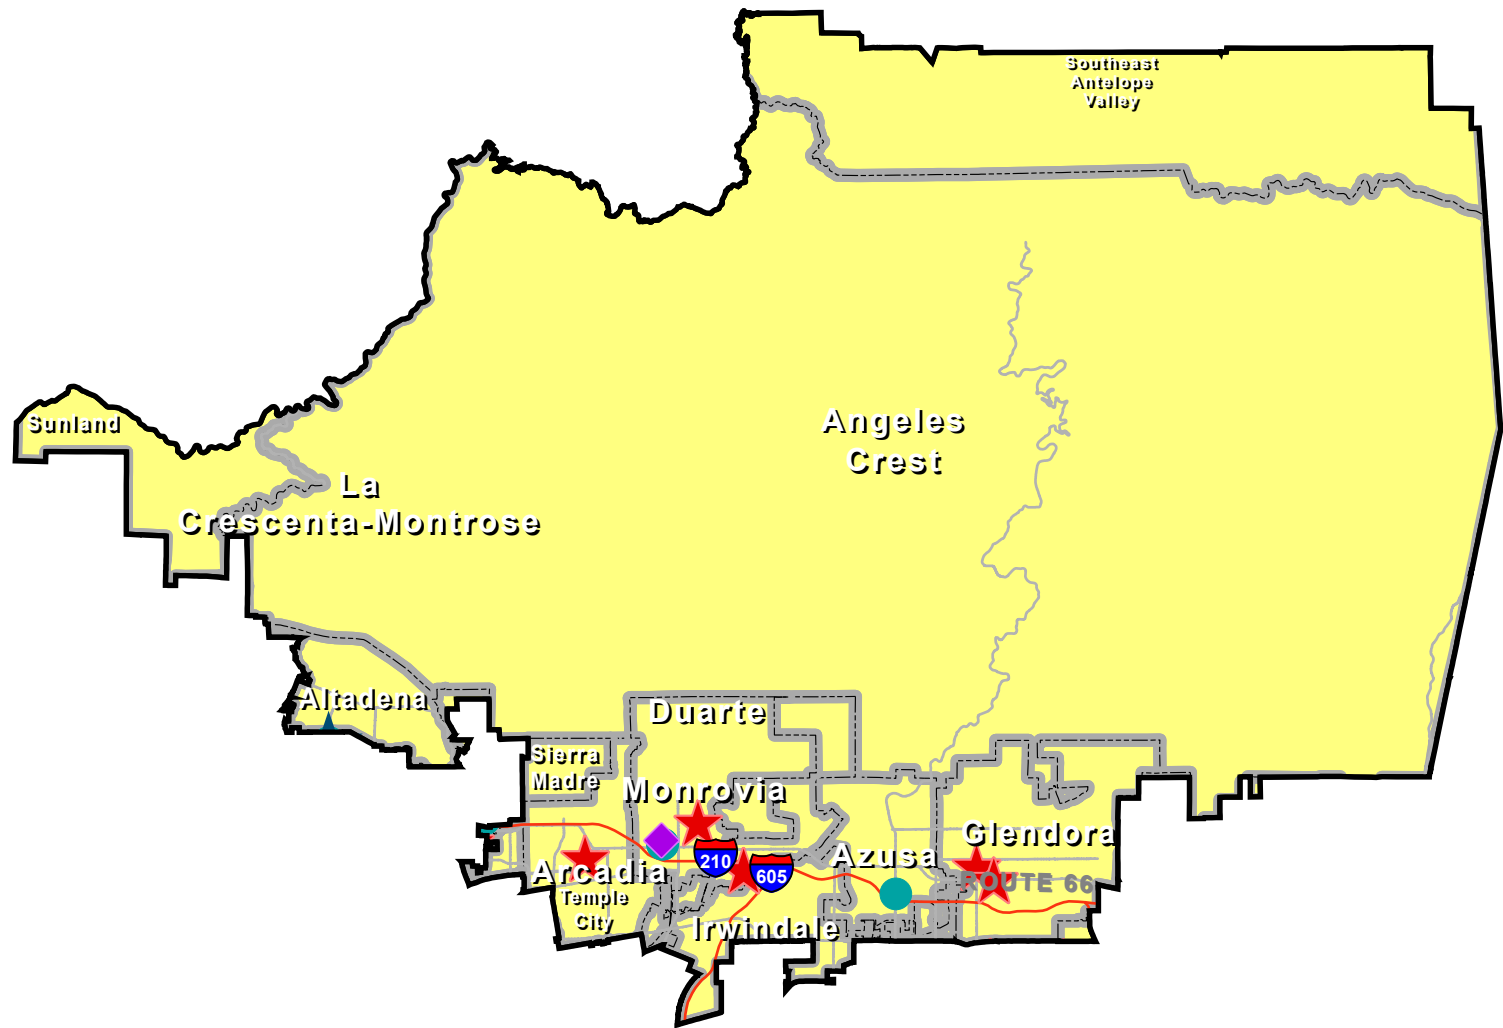 Southeast
Antelope
Valley
Angeles
Crest
Sunland
La
Crescenta-Montrose
Altadena
Duarte
Sierra
Madre
Monrovia
Glendora
210
605
Azusa
Arcadia
ROUTE 66
Temple
City
Irwindale